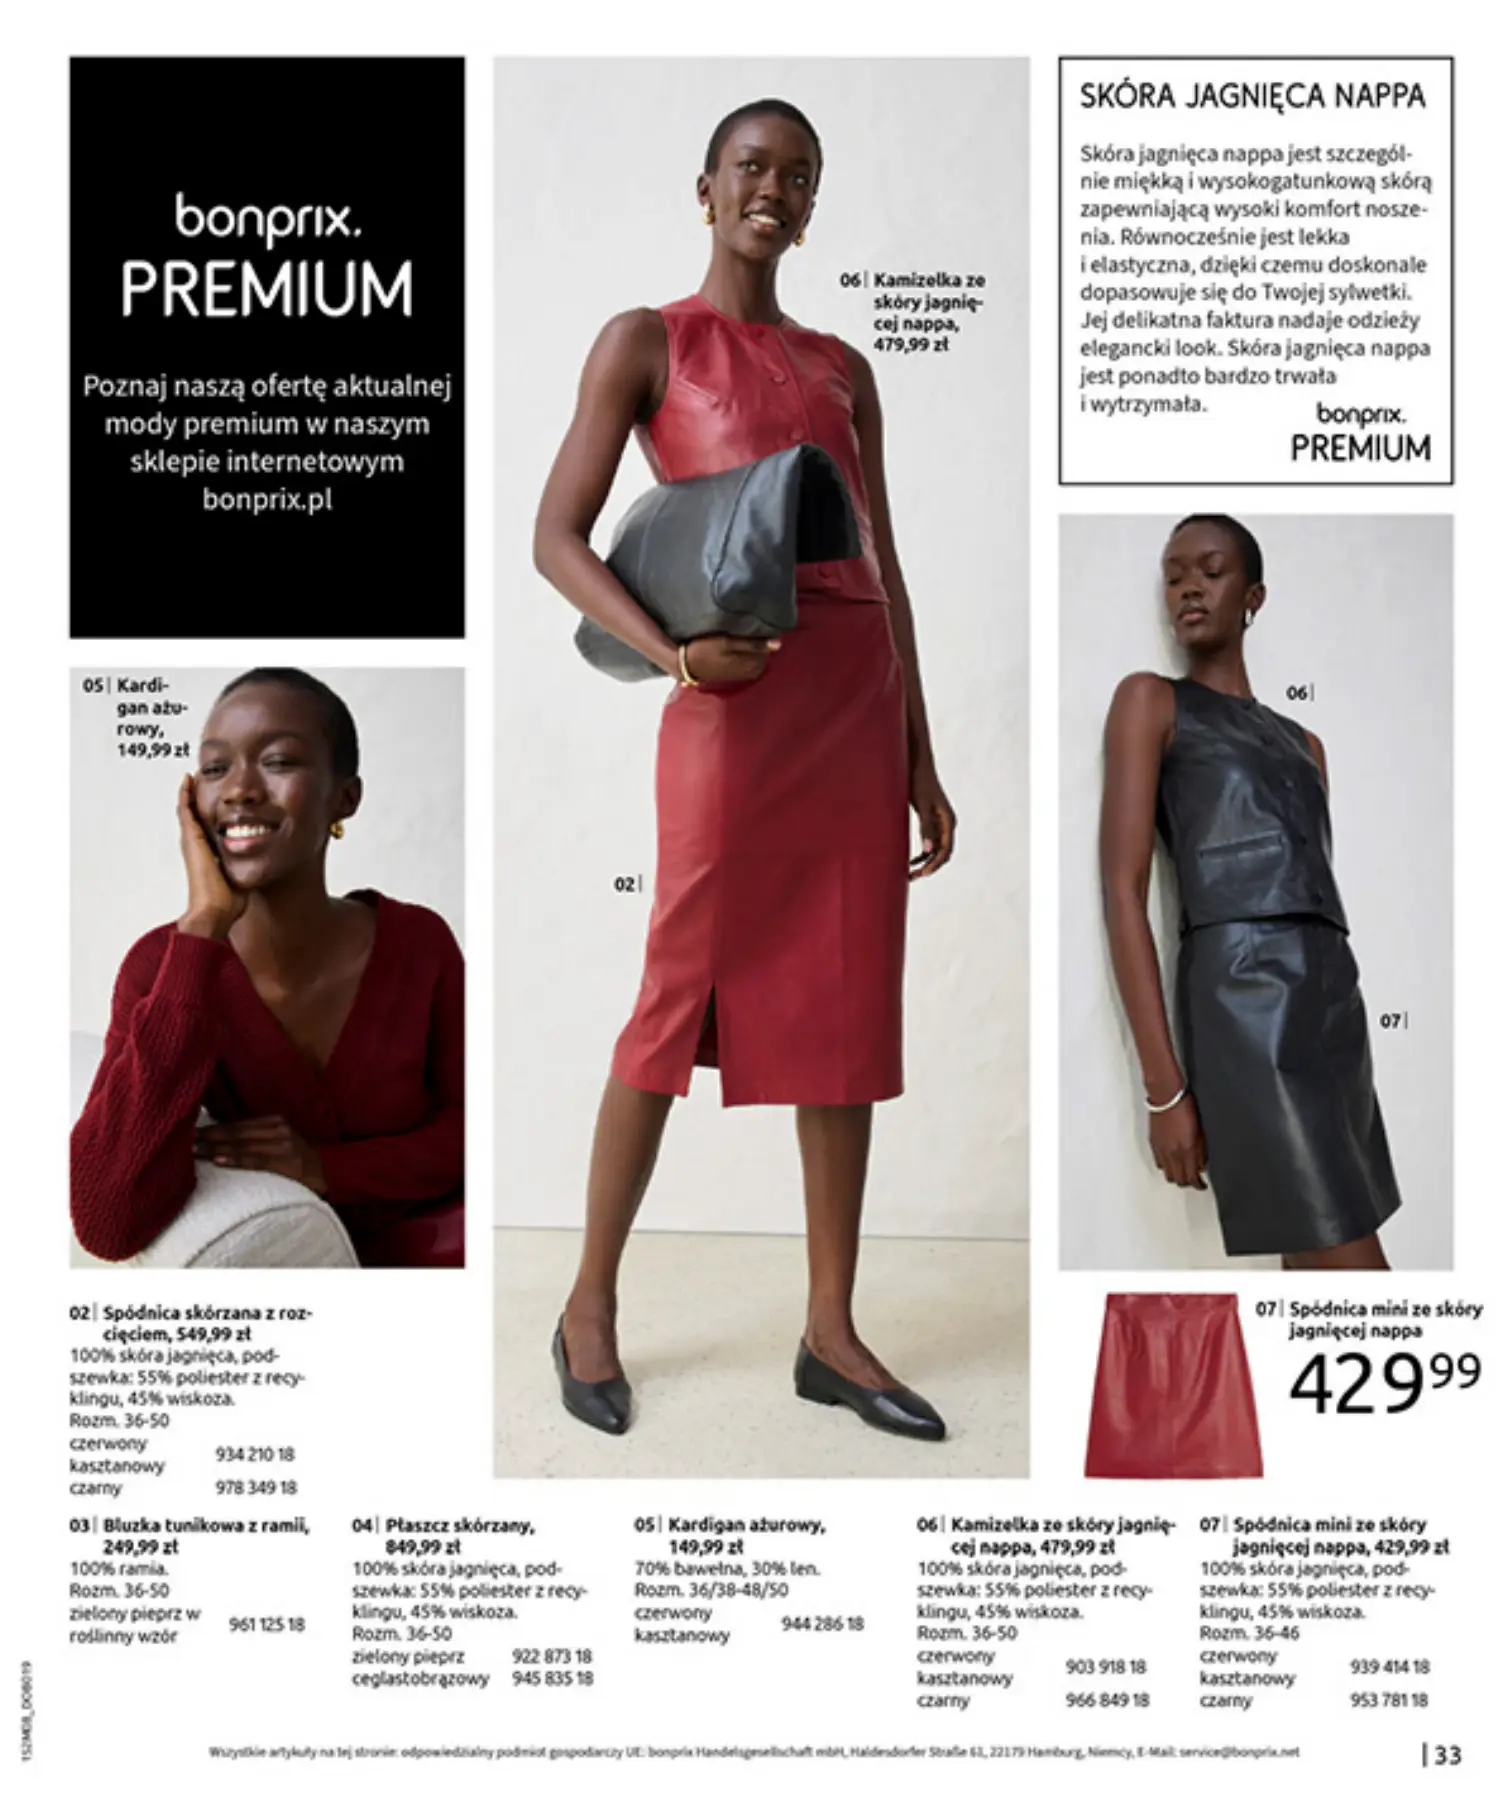 bonprix.
PREMIUM
Poznaj naszą ofertę aktualnej
mody premium w naszym
sklepie internetowym
bonprix.pl
06| Kamizelka ze
skóry jagnię-
cej nappa,
479,99 zł
SKÓRA JAGNIĘCA NAPPA
Skóra jagnięca nappa jest szczegól-
nie miękką i wysokogatunkową skórą
zapewniającą wysoki komfort nosze-
nia. Równocześnie jest lekka
i elastyczna, dzięki czemu doskonale
dopasowuje się do Twojej sylwetki.
Jej delikatna faktura nadaje odzieży
elegancki look. Skóra jagnięca nappa
jest ponadto bardzo trwała
i wytrzymała.
bonprix.
PREMIUM
05| Kardi-
gan ażu-
rowy,
149,99 zł
02|
06|
07|
07| Spódnica mini ze skóry
jagnięcej nappa
42999
02| Spódnica skórzana z roz-
cięciem, 549,99 zł
100% skóra jagnięca, pod-
szewka: 55% poliester z recy-
klingu, 45% wiskoza.
Rozm. 36-50
czerwony
kasztanowy 934 210 18
czarny 978 349 18
03| Bluzka tunikowa z ramii,
249,99 zł
100% ramia.
Rozm. 36-50
zielony pieprz w
roślinny wzór 961 125 18
04| Płaszcz skórzany,
849,99 zł
100% skóra jagnięca, pod-
szewka: 55% poliester z recy-
klingu, 45% wiskoza.
Rozm. 36-50
zielony pieprz 922 873 18
ceglastobrązowy 945 835 18
05| Kardigan ażurowy,
149,99 zł
70% bawełna, 30% len.
Rozm. 36/38-48/50
czerwony
kasztanowy 944 286 18
06| Kamizelka ze skóry jagnię-
cej nappa, 479,99 zł
100% skóra jagnięca, pod-
szewka: 55% poliester z recy-
klingu, 45% wiskoza.
Rozm. 36-50
czerwony
kasztanowy 903 918 18
czarny 966 849 18
07| Spódnica mini ze skóry
jagnięcej nappa, 429,99 zł
100% skóra jagnięca, pod-
szewka: 55% poliester z recy-
klingu, 45% wiskoza.
Rozm. 36-46
czerwony
kasztanowy 939 414 18
czarny 953 781 18
152M08_DOB019
Wszystkie artykuły na tej stronie: odpowiedzialny podmiot gospodarczy UE: bonprix Handelsgesellschaft mbH, Haldesdorfer Straße 61, 22179 Hamburg, Niemcy, E-Mail: service@bonprix.net
| 33